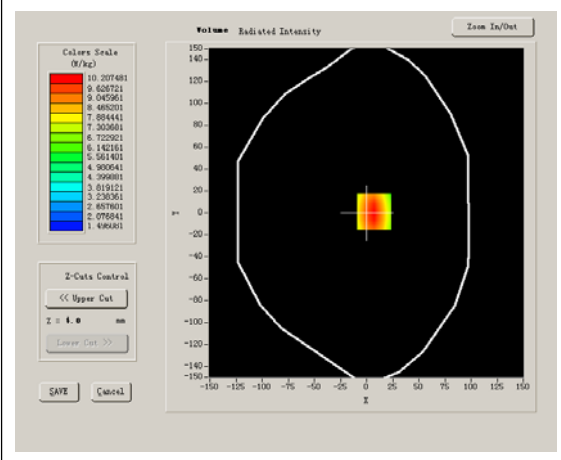 Volume Radiated Intensity
Zoom In/Out
Colors Scale
(W/kg)
10.207481
9.626721
9.045961
8.465201
7.884441
7.303681
6.722921
6.142161
5.561401
4.980641
4.399881
3.819121
3.238361
2.657601
2.076841
1.496081
Z-Cuts Control
<< Upper Cut
Z = 4.0 mm
Lower Cut >>
SAVE
Cancel
150
120
100
80
60
40
20
0
-20
-40
-60
-80
-100
-120
-140
-150
Y
-150 -125 -100 -75 -50 -25 0 25 50 75 100 125 150
X